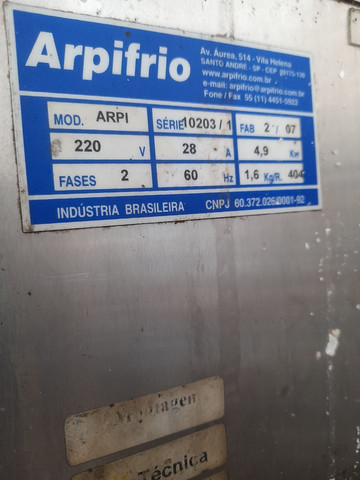 Arpifrio
Av. Áurea, 514 - Vila Helena
SANTO ANDRÉ - SP - CEP 09175-130
www.arpifrio.com.br
e-mail: arpifrio@arpifrio.com.br
Fone / Fax 55 (11) 4451-5923
MOD. ARPI SÉRIE 10203 / 1 FAB 2 / 07
220 V 28 A 4,9 Kw
FASES 2 60 Hz 1,6 Kg/R. 404
INDÚSTRIA BRASILEIRA CNPJ 60.372.026/0001-92
Técnica